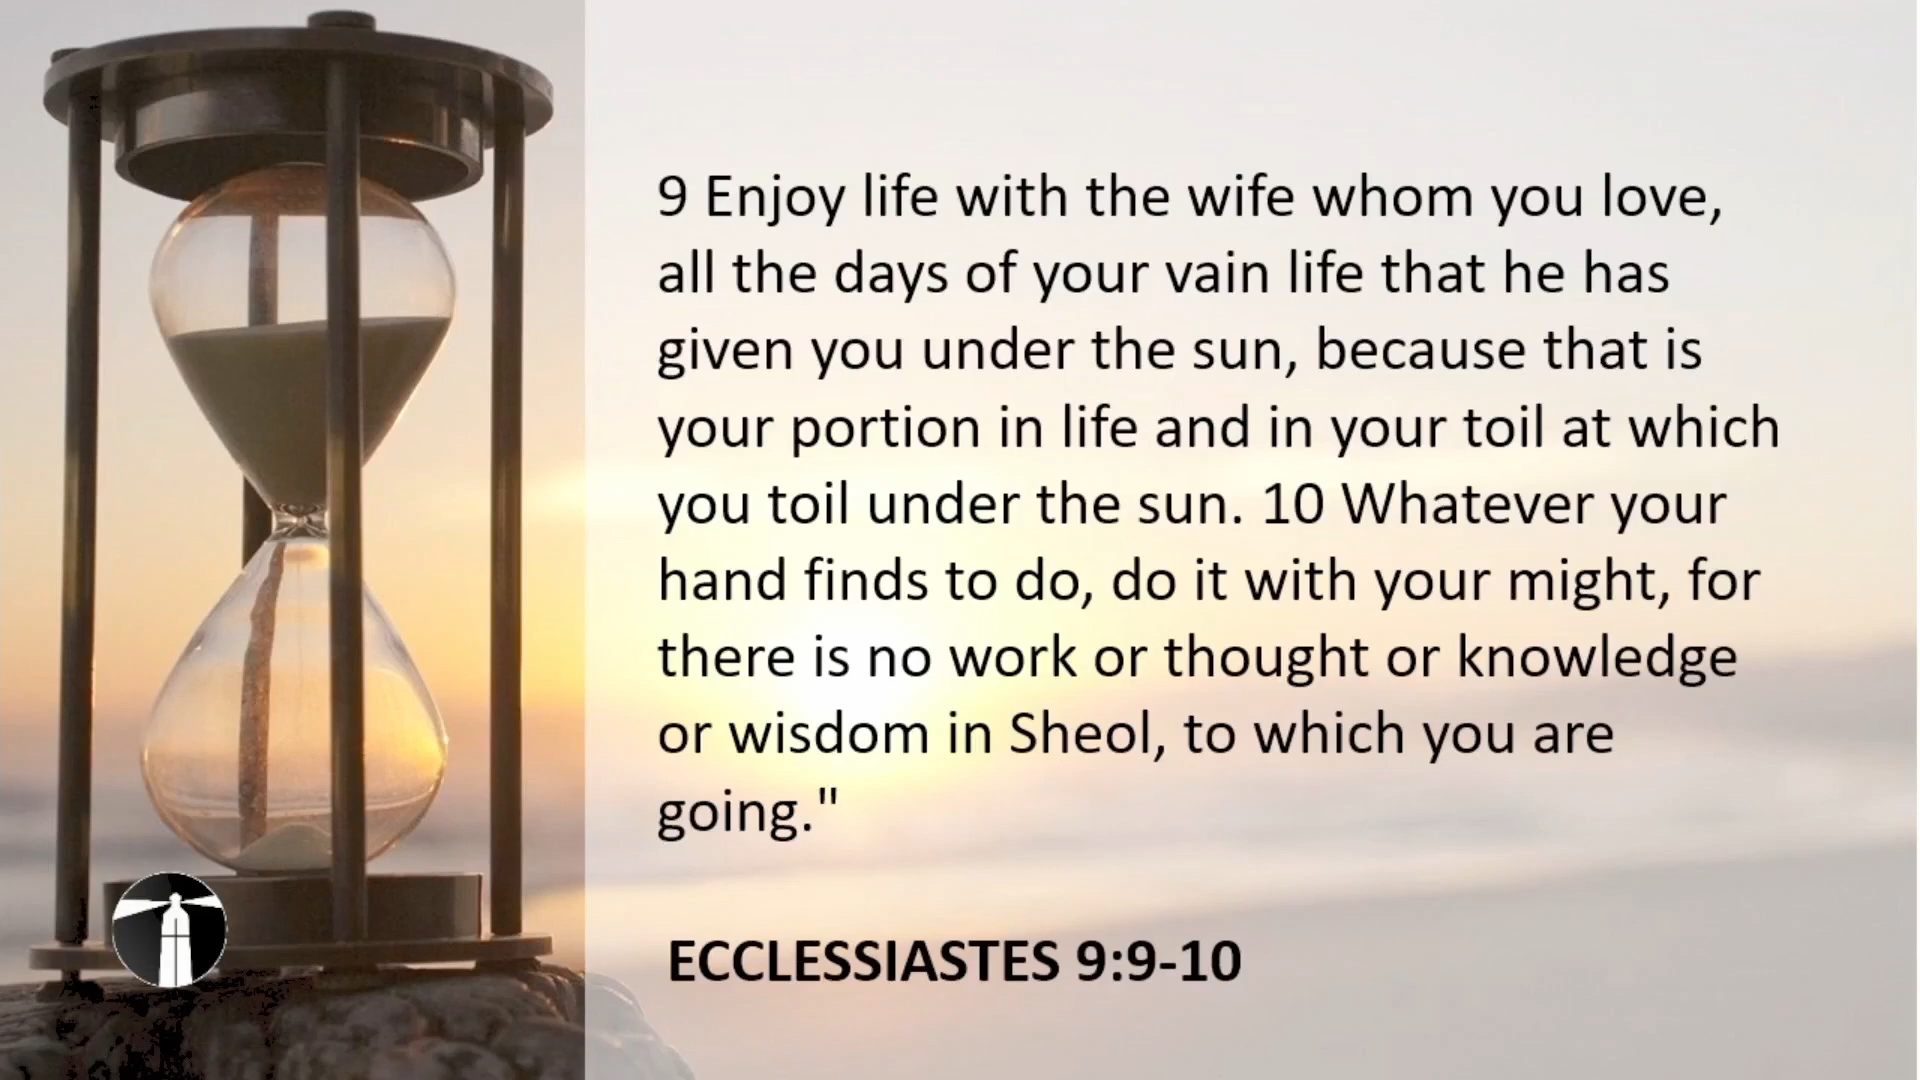 9 Enjoy life with the wife whom you love,
all the days of your vain life that he has
given you under the sun, because that is
your portion in life and in your toil at which
you toil under the sun. 10 Whatever your
hand finds to do, do it with your might, for
there is no work or thought or knowledge
or wisdom in Sheol, to which you are
going."
ECCLESSIASTES 9:9-10